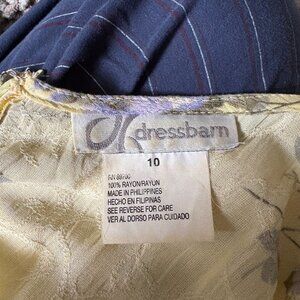 dressbarn
10
RN 89700
100% RAYON/RAYUN
MADE IN PHILIPPINES
HECHO EN FILIPINAS
SEE REVERSE FOR CARE
VER AL DORSO PARA CUIDADO